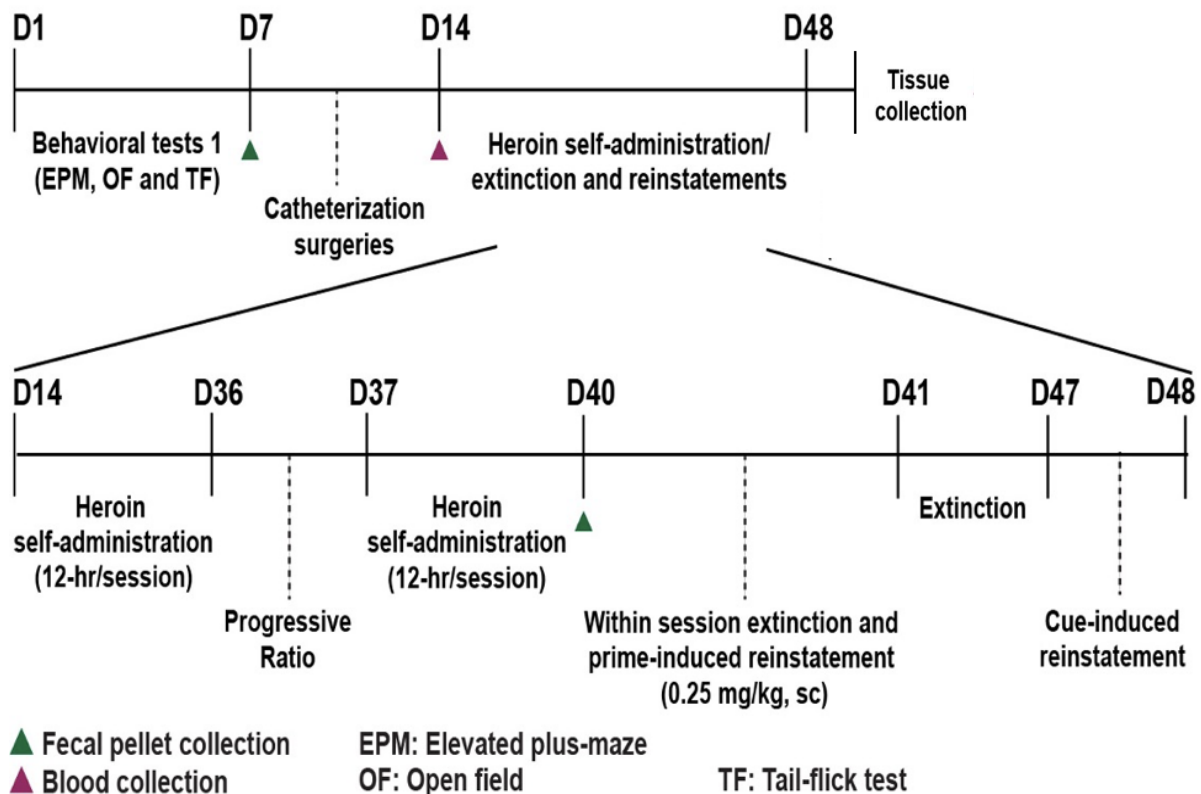 D1 D7 D14 D48
Tissue
collection
Behavioral tests 1
(EPM, OF and TF)
Heroin self-administration/
extinction and reinstatements
Catheterization
surgeries
D14 D36 D37 D40 D41 D47 D48
Heroin
self-administration
(12-hr/session)
Heroin
self-administration
(12-hr/session)
Extinction
Progressive
Ratio
Within session extinction and
prime-induced reinstatement
(0.25 mg/kg, sc)
Cue-induced
reinstatement
Fecal pellet collection EPM: Elevated plus-maze
Blood collection OF: Open field TF: Tail-flick test